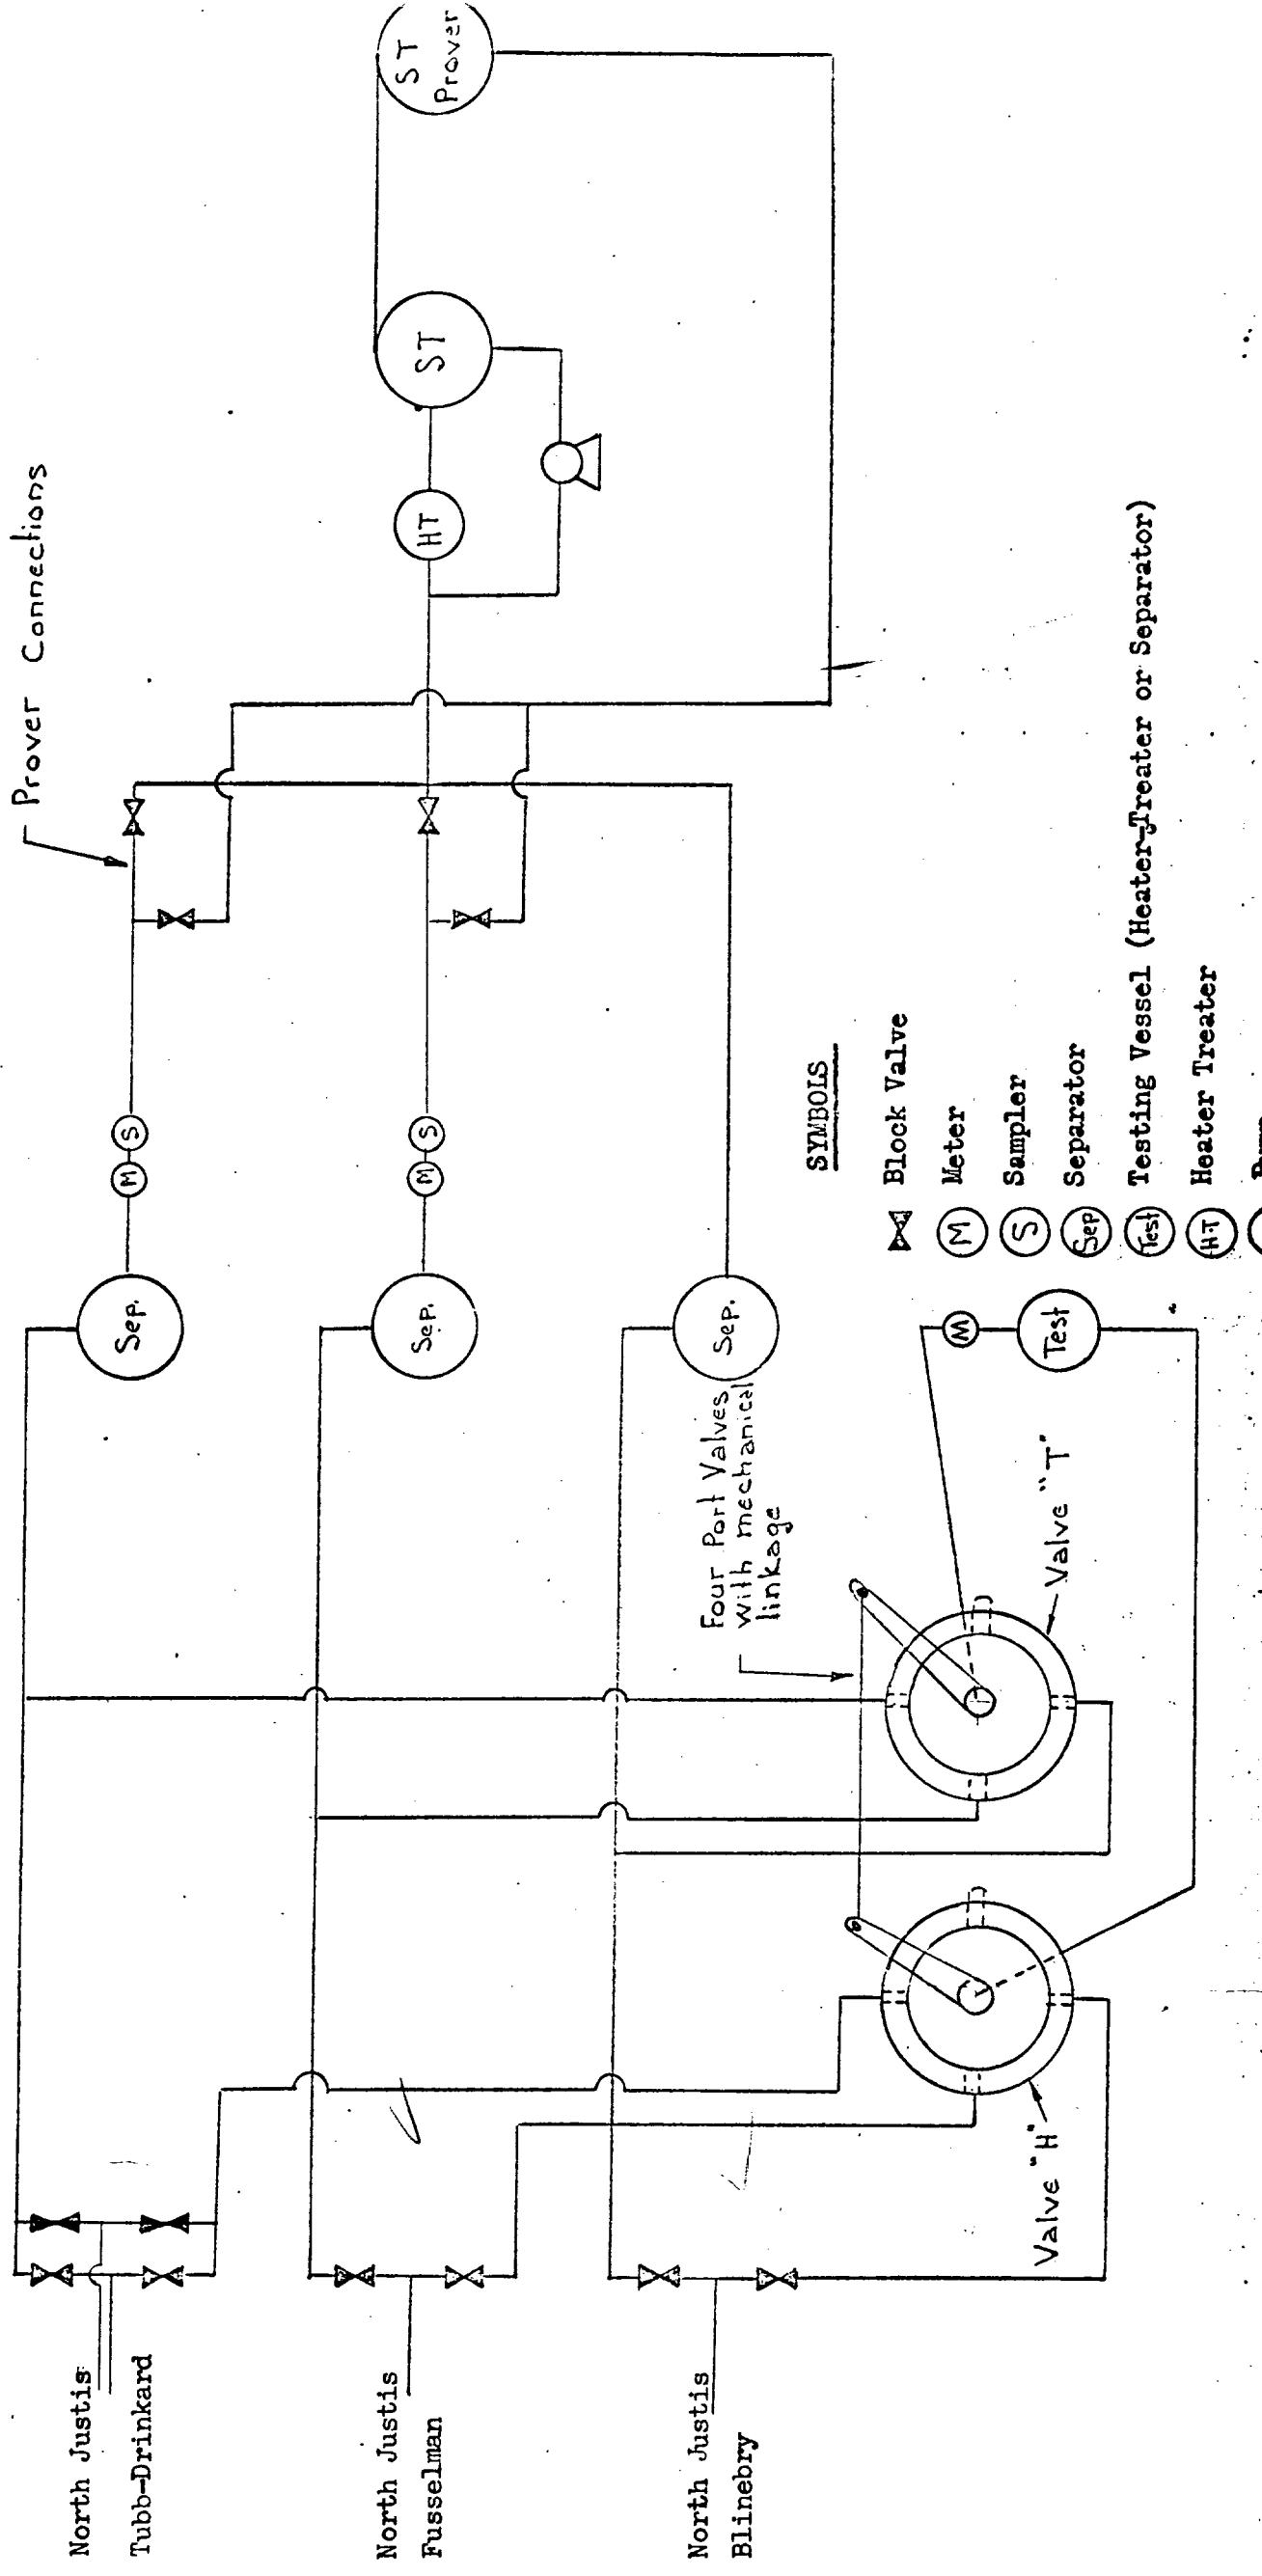 Prover Connections
ST
Prover
ST
HT
S
M
Sep.
S
M
Sep.
Sep.
North Justis
Tubb-Drinkard
North Justis
Fusselman
North Justis
Blinebry
Four Port Valves
with mechanical
linkage
M
Test
Valve "T"
Valve "H"
SYMBOLS
Block Valve
M Meter
S Sampler
Sep Separator
Test Testing Vessel (Heater-Treater or Separator)
H-T Heater Treater